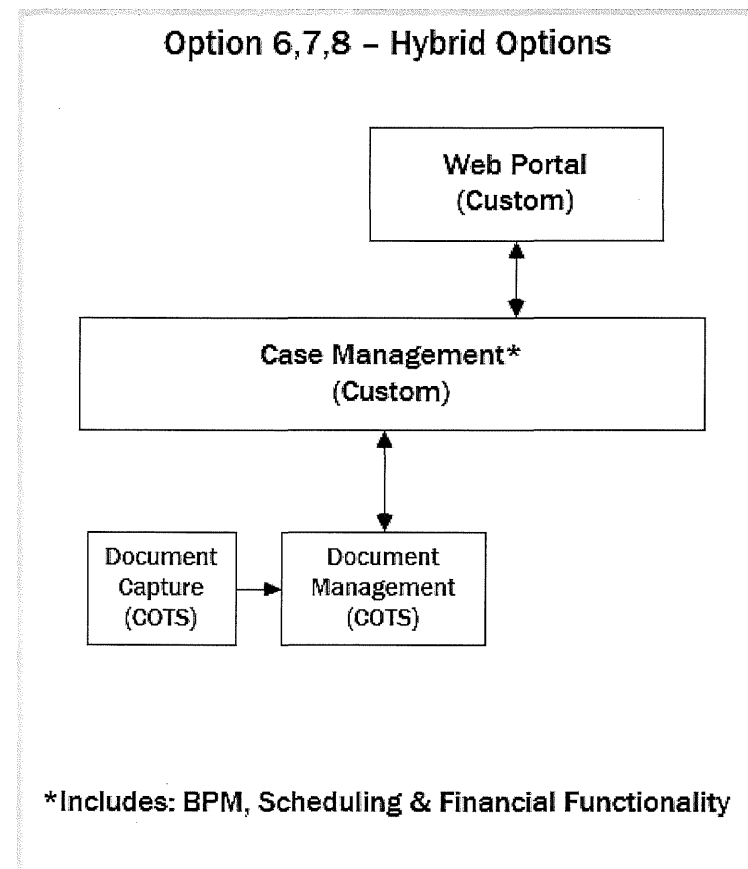 Option 6,7,8 – Hybrid Options
Web Portal
(Custom)
Case Management*
(Custom)
Document
Capture
(COTS)
Document
Management
(COTS)
*Includes: BPM, Scheduling & Financial Functionality